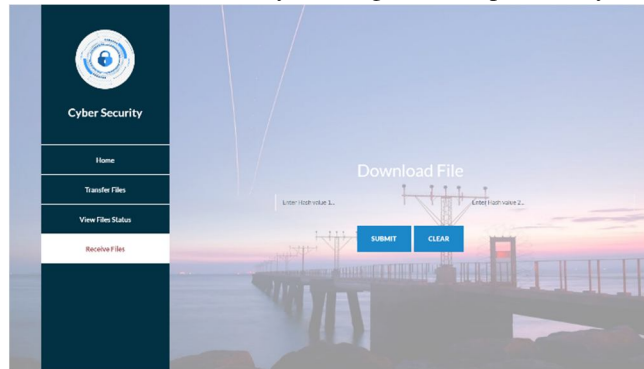 Cyber Security
Home
Transfer Files
View Files Status
Receive Files
Download File
Enter Hash value 1...
Enter Hash value 2...
SUBMIT
CLEAR